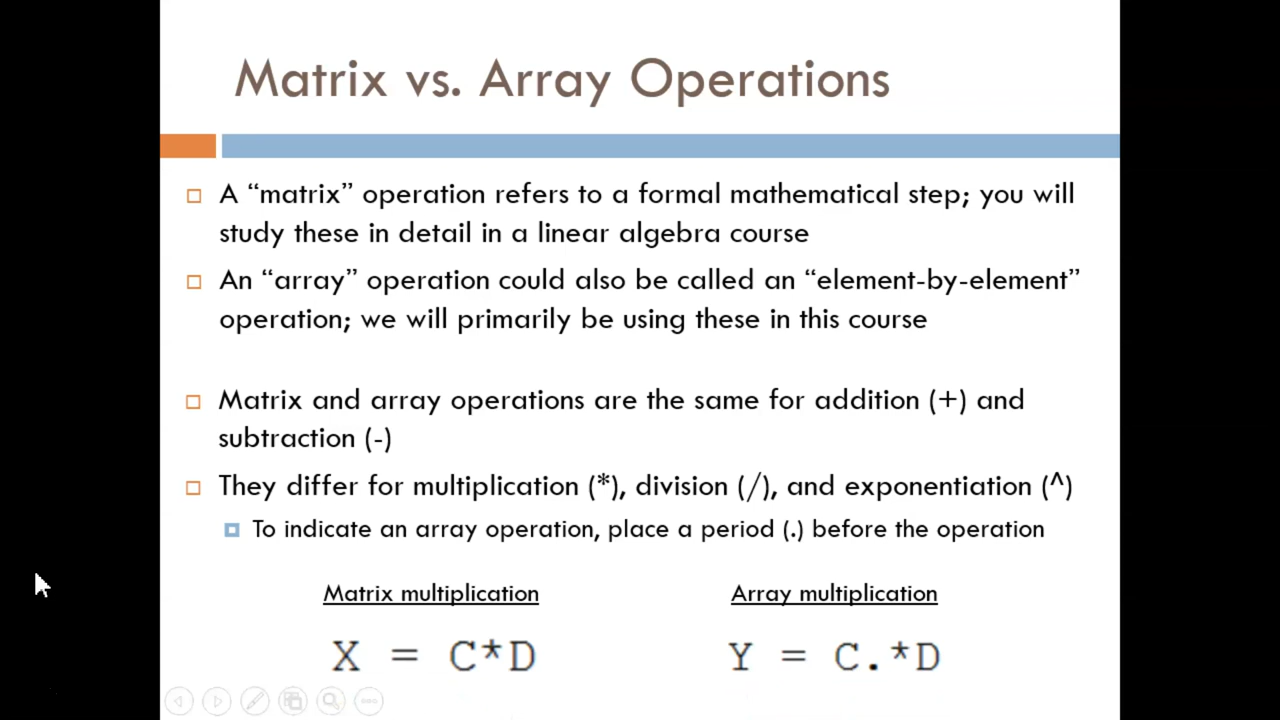 Matrix vs. Array Operations
A “matrix” operation refers to a formal mathematical step; you will
study these in detail in a linear algebra course
An “array” operation could also be called an “element-by-element”
operation; we will primarily be using these in this course
Matrix and array operations are the same for addition (+) and
subtraction (-)
They differ for multiplication (*), division (/), and exponentiation (^)
To indicate an array operation, place a period (.) before the operation
Matrix multiplication
Array multiplication
X = C*D
Y = C.*D